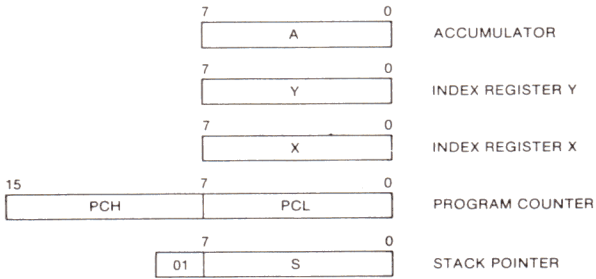 7 0
A ACCUMULATOR
7 0
Y INDEX REGISTER Y
7 0
X INDEX REGISTER X
15 7 0
PCH PCL PROGRAM COUNTER
7 0
01 S STACK POINTER